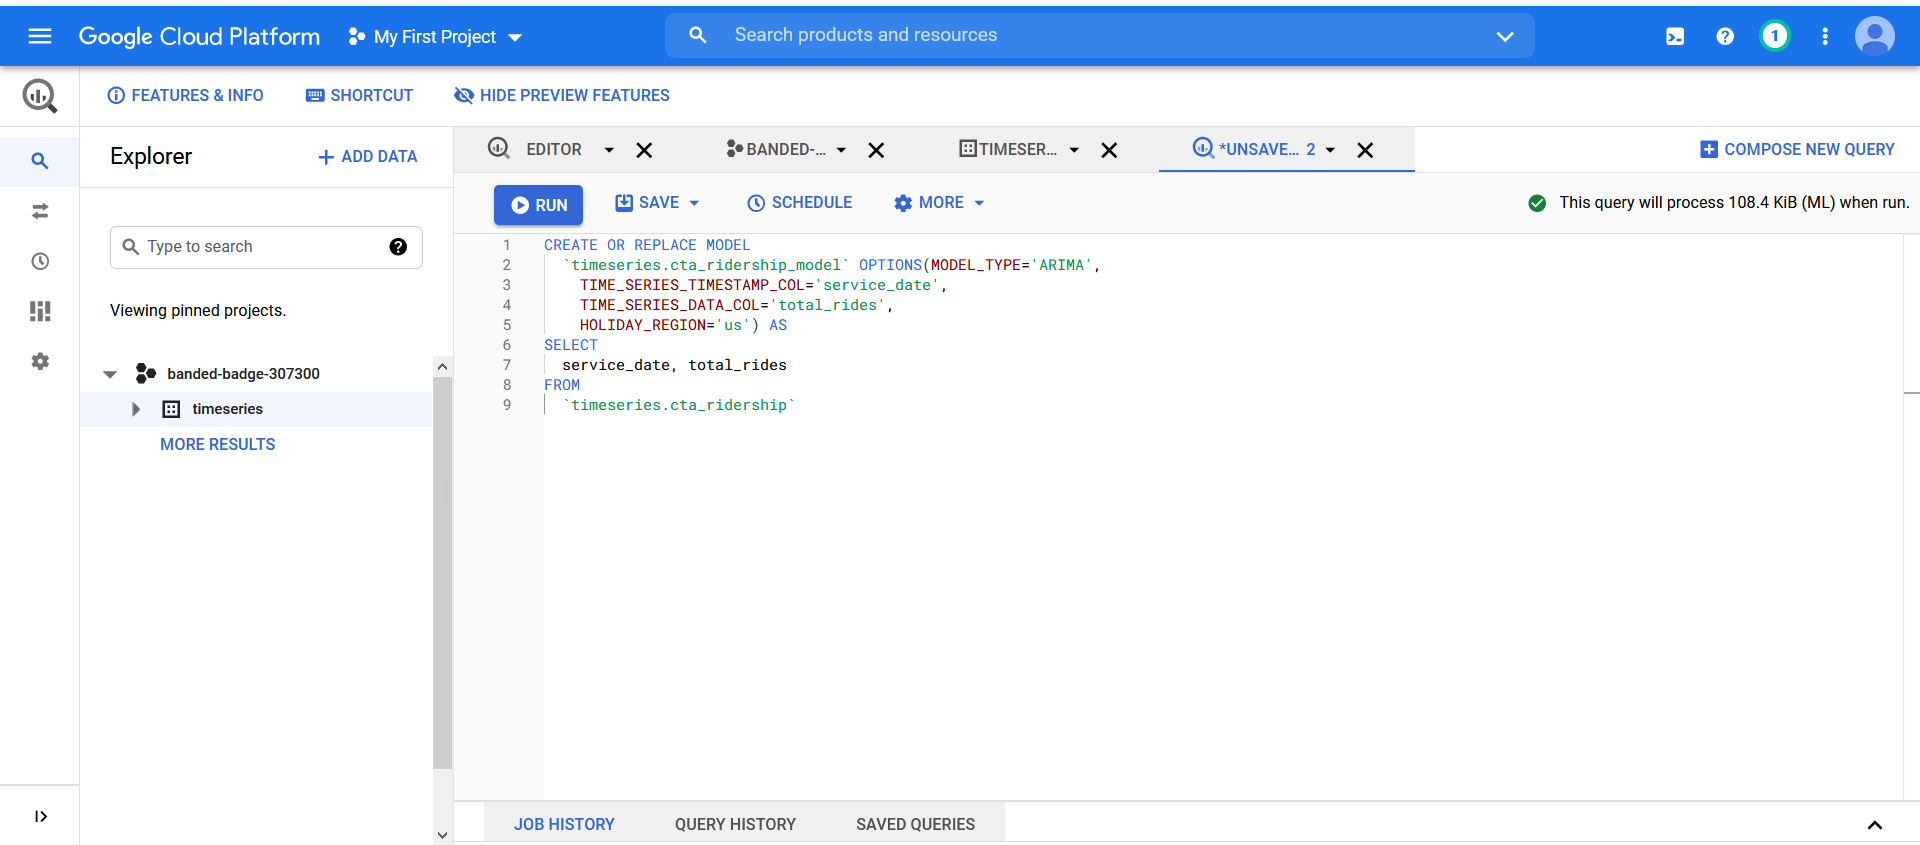 Google Cloud Platform My First Project Search products and resources 1
FEATURES & INFO SHORTCUT HIDE PREVIEW FEATURES
Explorer + ADD DATA
EDITOR BANDED-... TIMESER... *UNSAVE... 2 COMPOSE NEW QUERY
RUN SAVE SCHEDULE MORE This query will process 108.4 KiB (ML) when run.
Type to search
Viewing pinned projects.
banded-badge-307300
timeseries
MORE RESULTS
1 CREATE OR REPLACE MODEL
2 `timeseries.cta_ridership_model` OPTIONS(MODEL_TYPE='ARIMA',
3 TIME_SERIES_TIMESTAMP_COL='service_date',
4 TIME_SERIES_DATA_COL='total_rides',
5 HOLIDAY_REGION='us') AS
6 SELECT
7 service_date, total_rides
8 FROM
9 `timeseries.cta_ridership`
JOB HISTORY QUERY HISTORY SAVED QUERIES